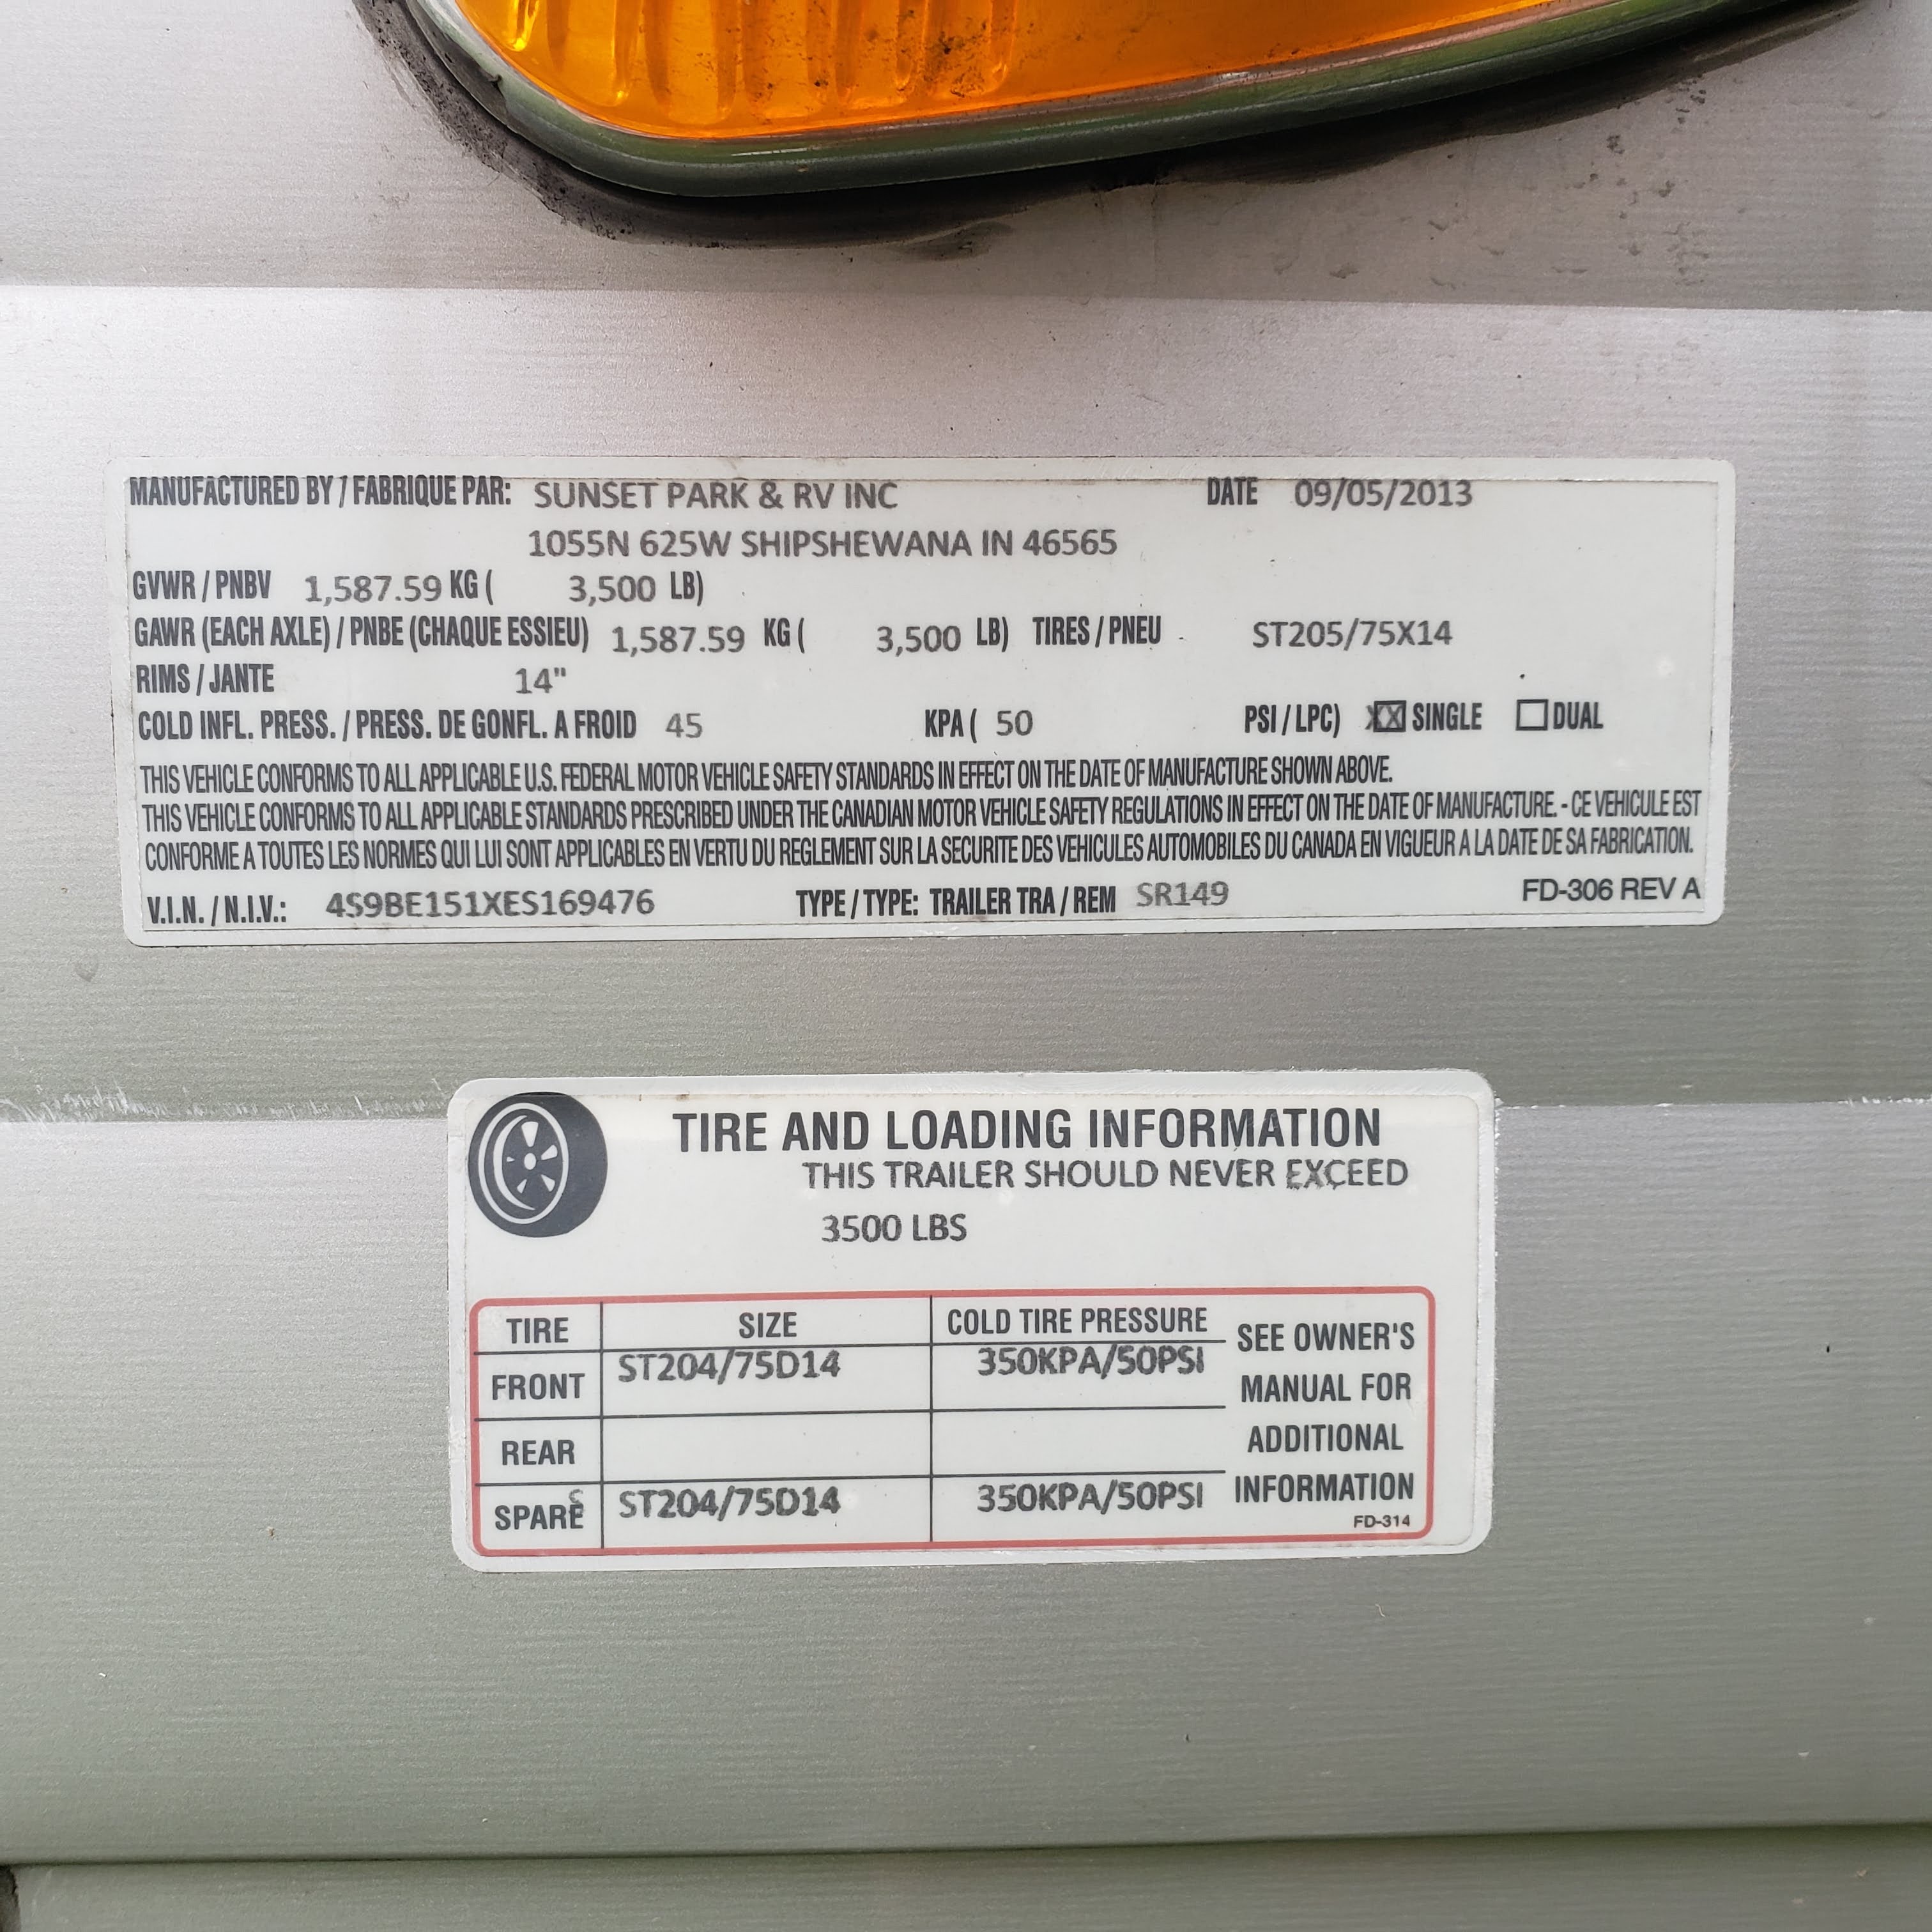 MANUFACTURED BY / FABRIQUE PAR: SUNSET PARK & RV INC DATE 09/05/2013
1055N 625W SHIPSHEWANA IN 46565
GVWR / PNBV 1,587.59 KG ( 3,500 LB)
GAWR (EACH AXLE) / PNBE (CHAQUE ESSIEU) 1,587.59 KG ( 3,500 LB) TIRES / PNEU ST205/75X14
RIMS / JANTE 14"
COLD INFL. PRESS. / PRESS. DE GONFL. A FROID 45 KPA ( 50 PSI / LPC) XX SINGLE DUAL
THIS VEHICLE CONFORMS TO ALL APPLICABLE U.S. FEDERAL MOTOR VEHICLE SAFETY STANDARDS IN EFFECT ON THE DATE OF MANUFACTURE SHOWN ABOVE.
THIS VEHICLE CONFORMS TO ALL APPLICABLE STANDARDS PRESCRIBED UNDER THE CANADIAN MOTOR VEHICLE SAFETY REGULATIONS IN EFFECT ON THE DATE OF MANUFACTURE. - CE VEHICULE EST
CONFORME A TOUTES LES NORMES QUI LUI SONT APPLICABLES EN VERTU DU REGLEMENT SUR LA SECURITE DES VEHICULES AUTOMOBILES DU CANADA EN VIGUEUR A LA DATE DE SA FABRICATION.
V.I.N. / N.I.V.: 4S9BE151XES169476 TYPE / TYPE: TRAILER TRA / REM SR149 FD-306 REV A
TIRE AND LOADING INFORMATION
THIS TRAILER SHOULD NEVER EXCEED
3500 LBS
TIRE SIZE COLD TIRE PRESSURE
FRONT ST204/75D14 350KPA/50PSI
REAR
SPARE ST204/75D14 350KPA/50PSI
SEE OWNER'S
MANUAL FOR
ADDITIONAL
INFORMATION
FD-314